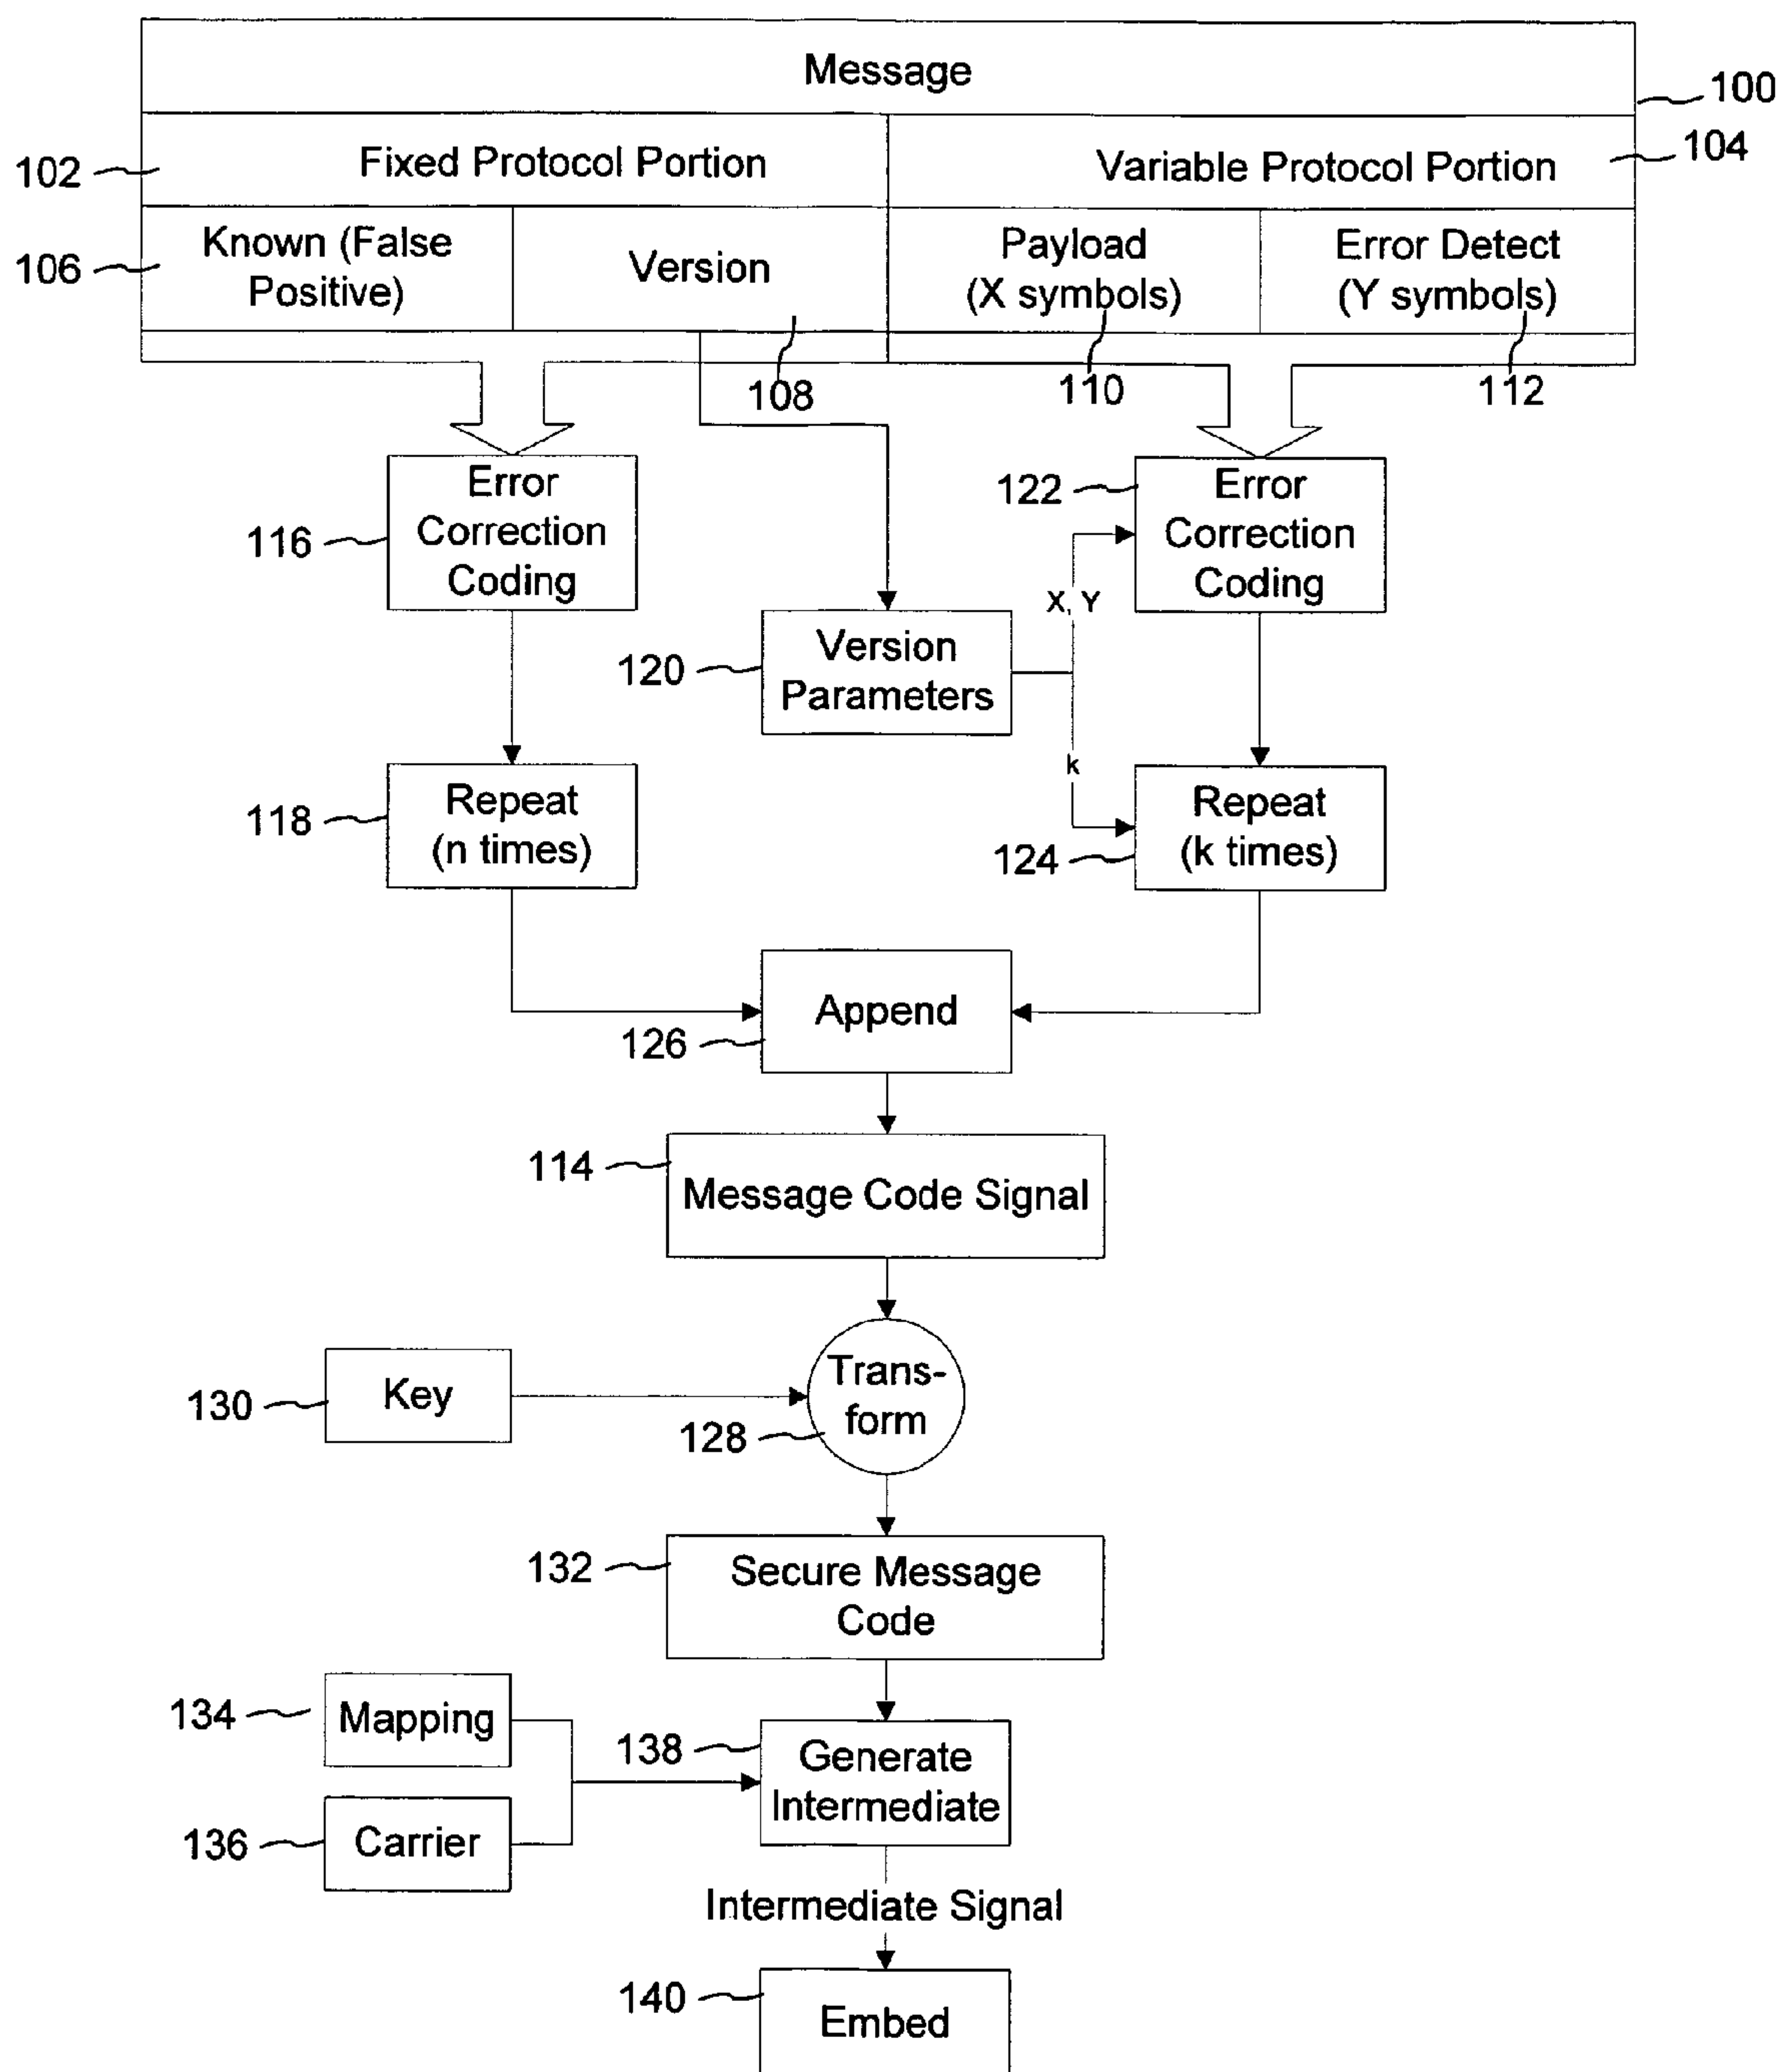 Message
100
102
Fixed Protocol Portion
Variable Protocol Portion
104
106
Known (False
Positive)
Version
Payload
(X symbols)
Error Detect
(Y symbols)
108
110
112
116
Error
Correction
Coding
122
Error
Correction
Coding
X, Y
120
Version
Parameters
k
118
Repeat
(n times)
124
Repeat
(k times)
126
Append
114
Message Code Signal
130
Key
Trans-
form
128
132
Secure Message
Code
134
Mapping
138
Generate
Intermediate
136
Carrier
Intermediate Signal
140
Embed